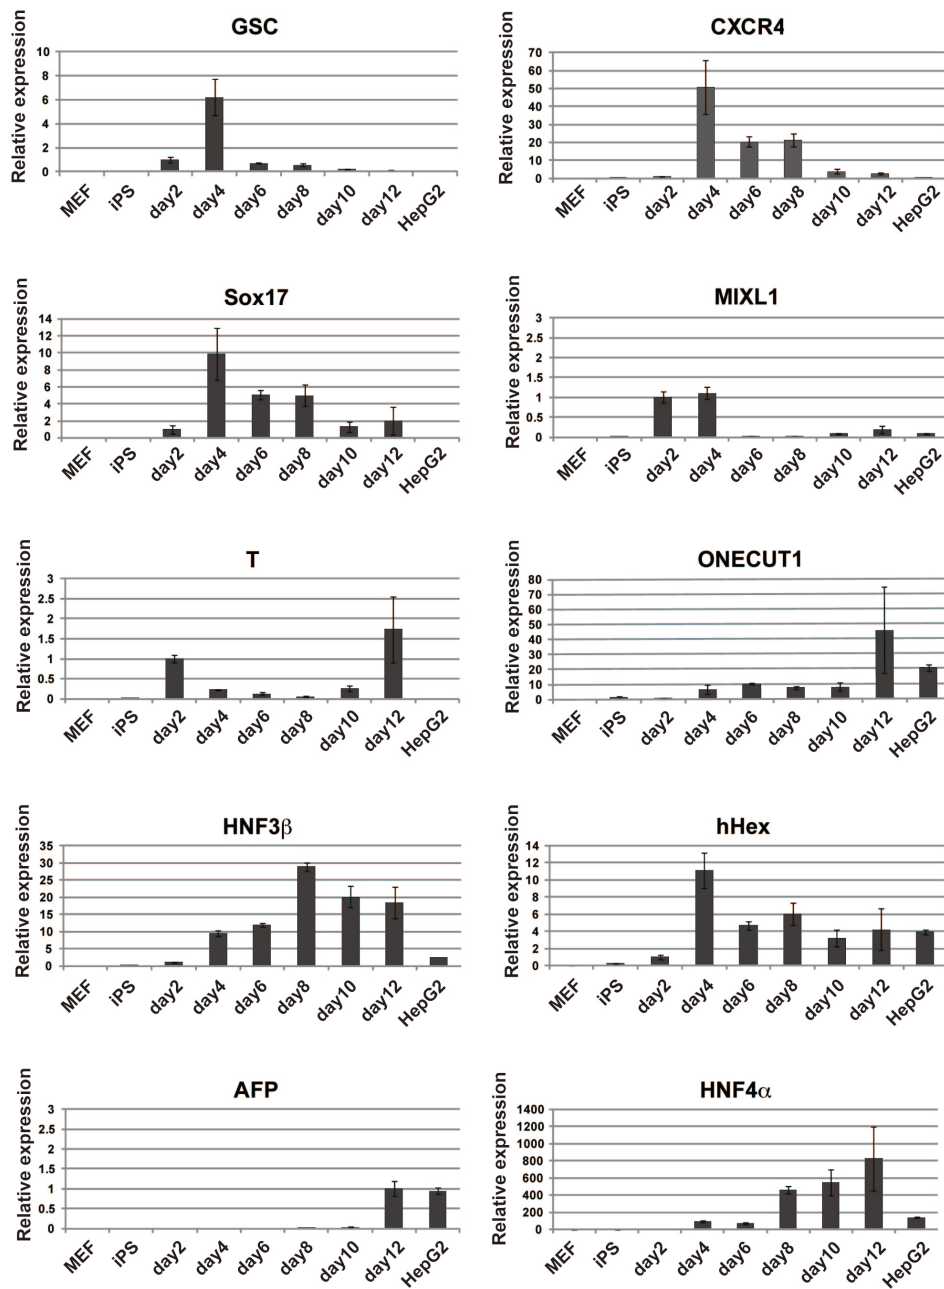 GSC
Relative expression
10
8
6
4
2
0
MEF iPS day2 day4 day6 day8 day10 day12 HepG2
CXCR4
Relative expression
70
60
50
40
30
20
10
0
MEF iPS day2 day4 day6 day8 day10 day12 HepG2
Sox17
Relative expression
14
12
10
8
6
4
2
0
MEF iPS day2 day4 day6 day8 day10 day12 HepG2
MIXL1
Relative expression
3
2.5
2
1.5
1
0.5
0
MEF iPS day2 day4 day6 day8 day10 day12 HepG2
T
Relative expression
3
2.5
2
1.5
1
0.5
0
MEF iPS day2 day4 day6 day8 day10 day12 HepG2
ONECUT1
Relative expression
80
70
60
50
40
30
20
10
0
MEF iPS day2 day4 day6 day8 day10 day12 HepG2
HNF3β
Relative expression
35
30
25
20
15
10
5
0
MEF iPS day2 day4 day6 day8 day10 day12 HepG2
hHex
Relative expression
14
12
10
8
6
4
2
0
MEF iPS day2 day4 day6 day8 day10 day12 HepG2
AFP
Relative expression
3
2.5
2
1.5
1
0.5
0
MEF iPS day2 day4 day6 day8 day10 day12 HepG2
HNF4α
Relative expression
1400
1200
1000
800
600
400
200
0
MEF iPS day2 day4 day6 day8 day10 day12 HepG2